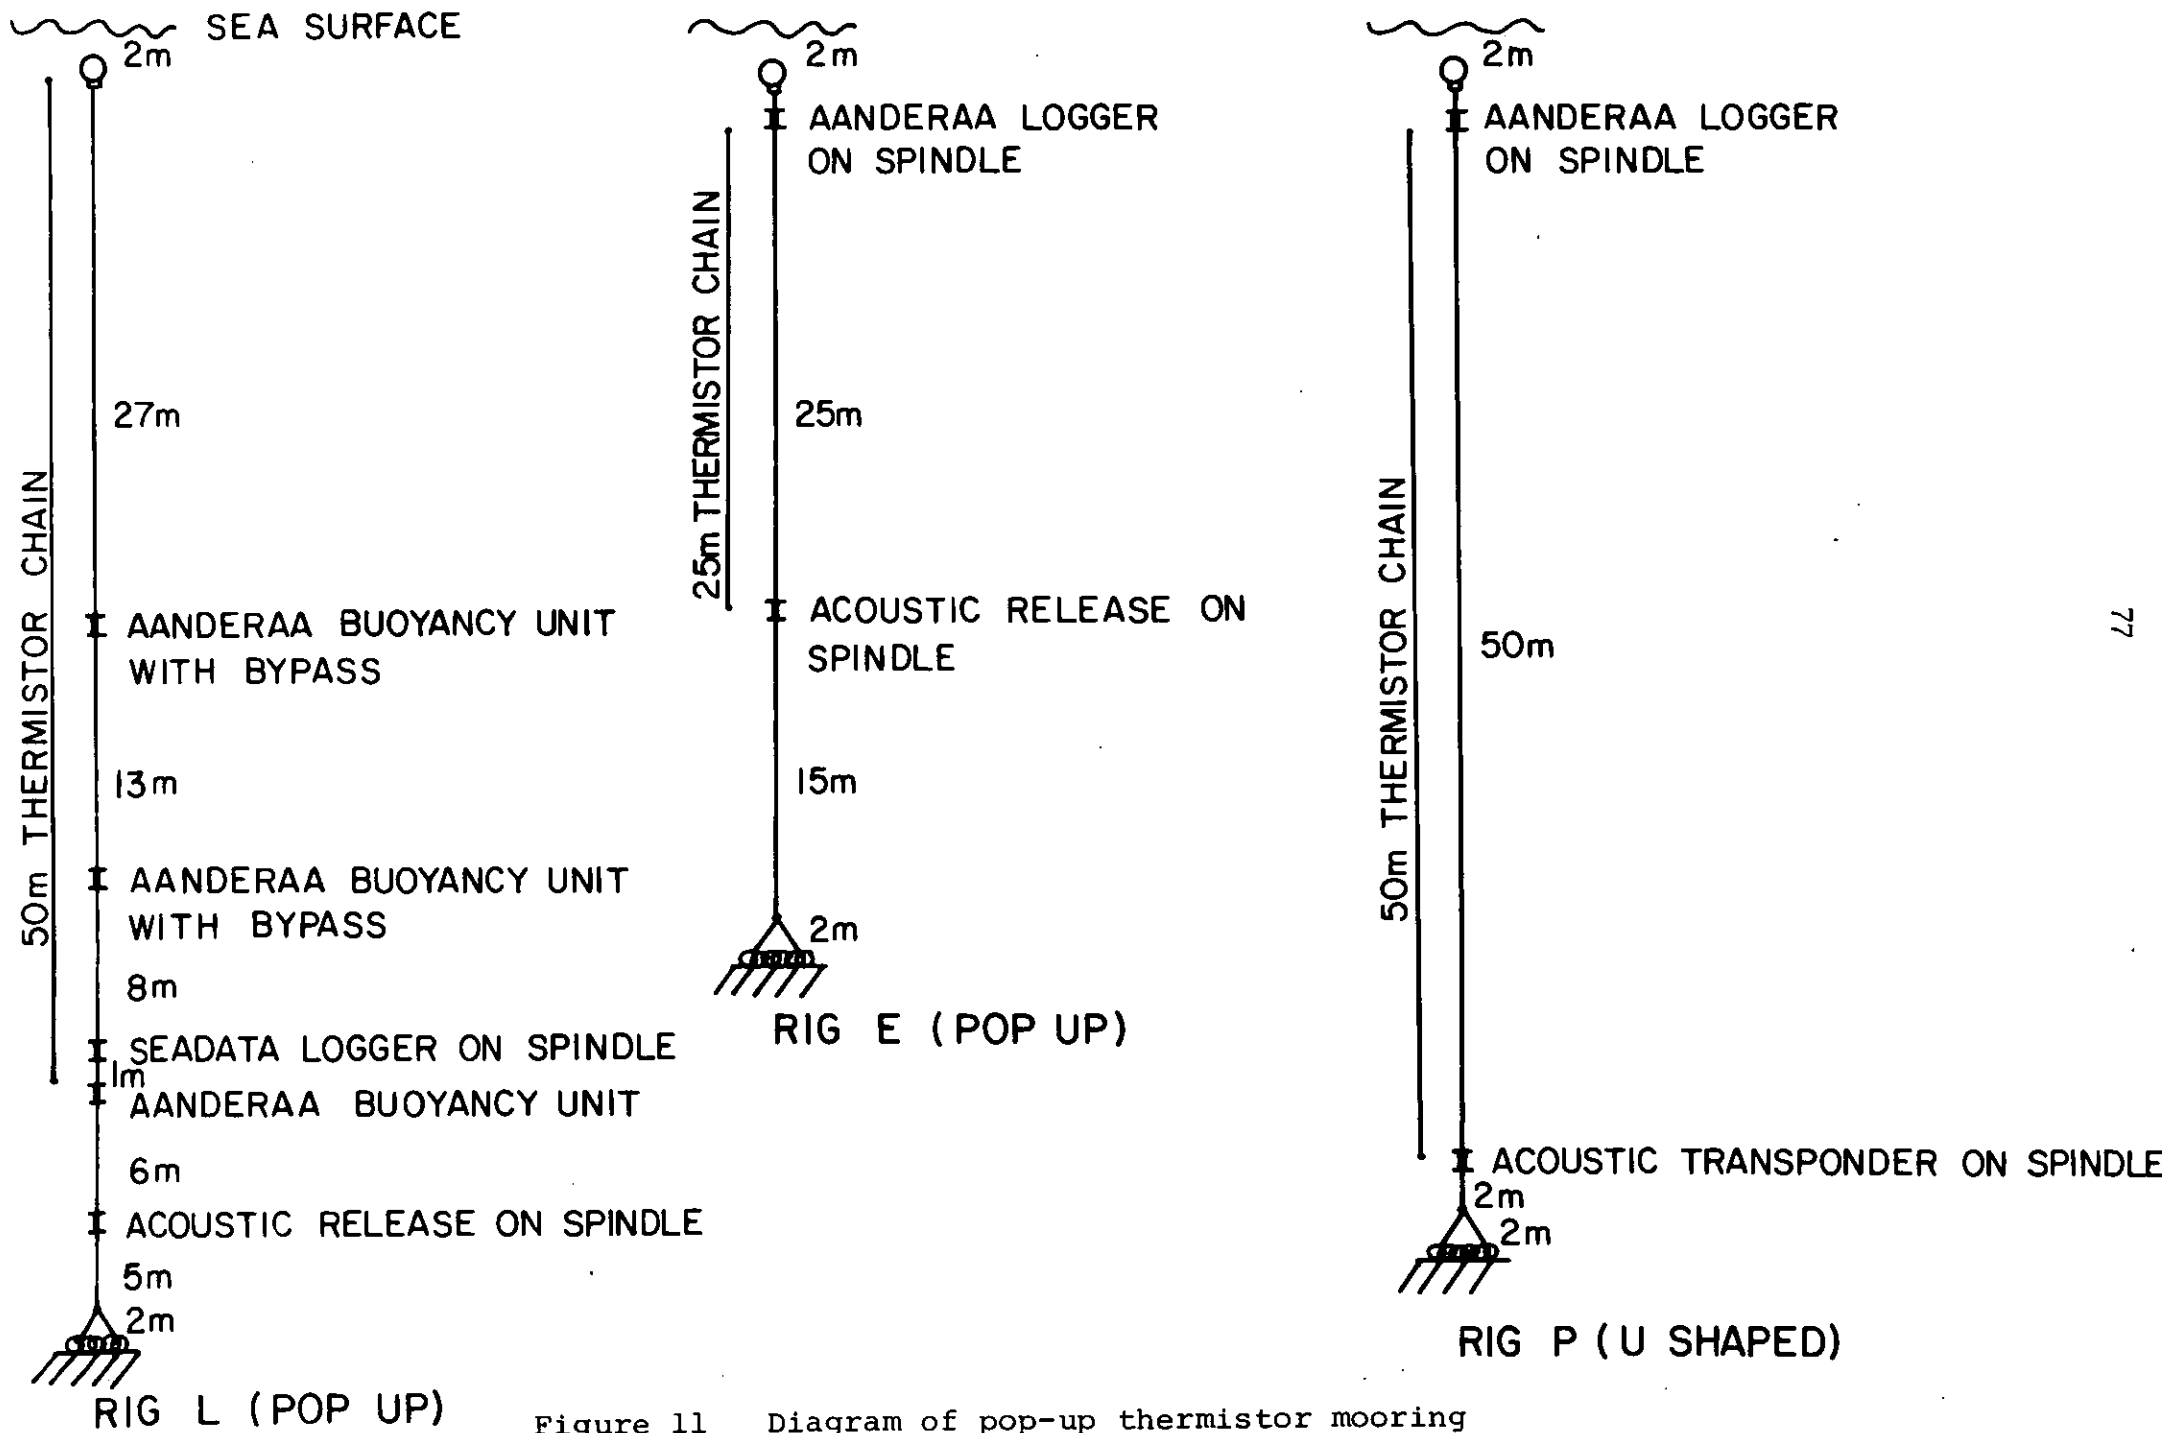 SEA SURFACE
2m
27m
50m THERMISTOR CHAIN
AANDERAA BUOYANCY UNIT
WITH BYPASS
13m
AANDERAA BUOYANCY UNIT
WITH BYPASS
8m
SEADATA LOGGER ON SPINDLE
1m
AANDERAA BUOYANCY UNIT
6m
ACOUSTIC RELEASE ON SPINDLE
5m
2m
RIG L (POP UP)
2m
AANDERAA LOGGER
ON SPINDLE
25m THERMISTOR CHAIN
25m
ACOUSTIC RELEASE ON
SPINDLE
15m
2m
RIG E (POP UP)
2m
AANDERAA LOGGER
ON SPINDLE
50m THERMISTOR CHAIN
50m
ACOUSTIC TRANSPONDER ON SPINDLE
2m
2m
RIG P (U SHAPED)
77
Figure 11 Diagram of pop-up thermistor mooring